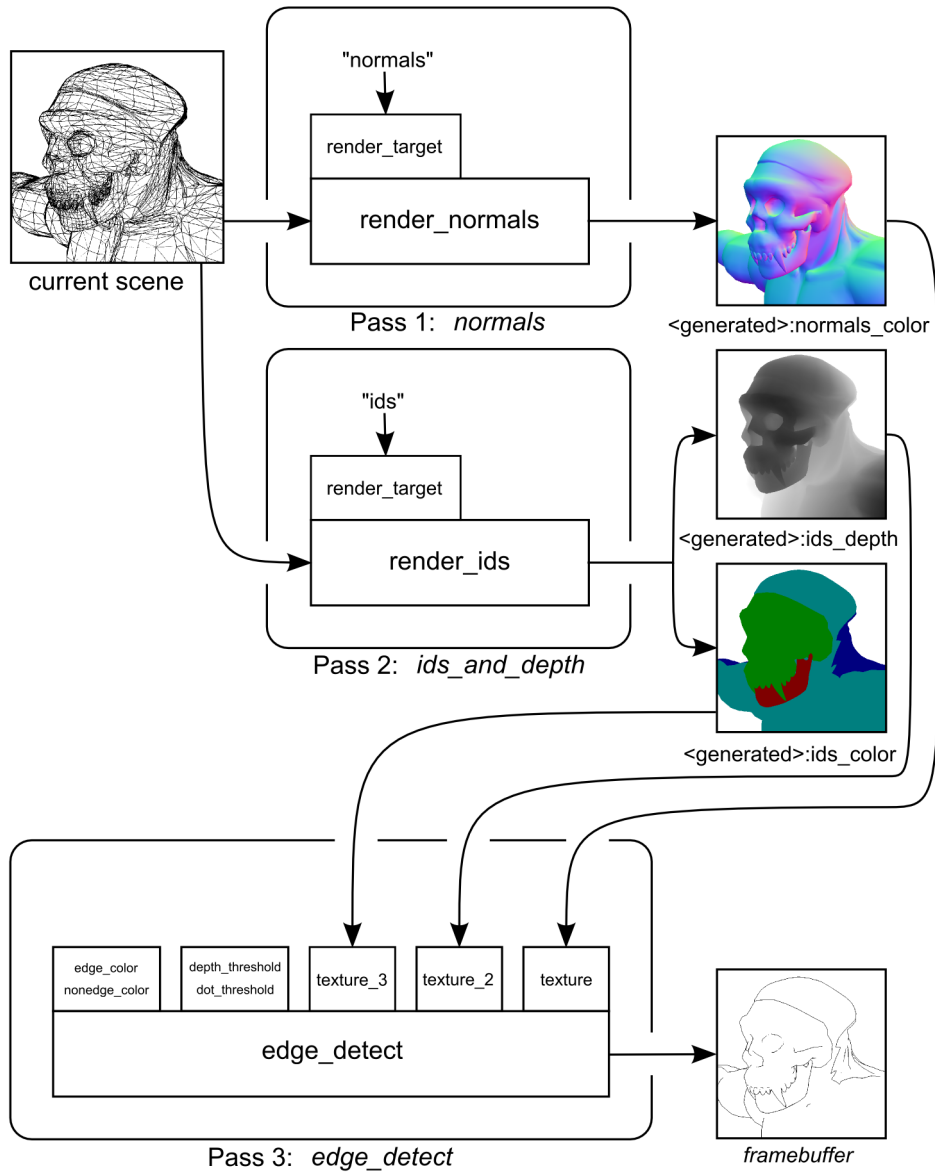 "normals"
render_target
render_normals
current scene
Pass 1: normals
<generated>:normals_color
"ids"
render_target
render_ids
<generated>:ids_depth
Pass 2: ids_and_depth
<generated>:ids_color
edge_color
nonedge_color
depth_threshold
dot_threshold
texture_3
texture_2
texture
edge_detect
Pass 3: edge_detect
framebuffer